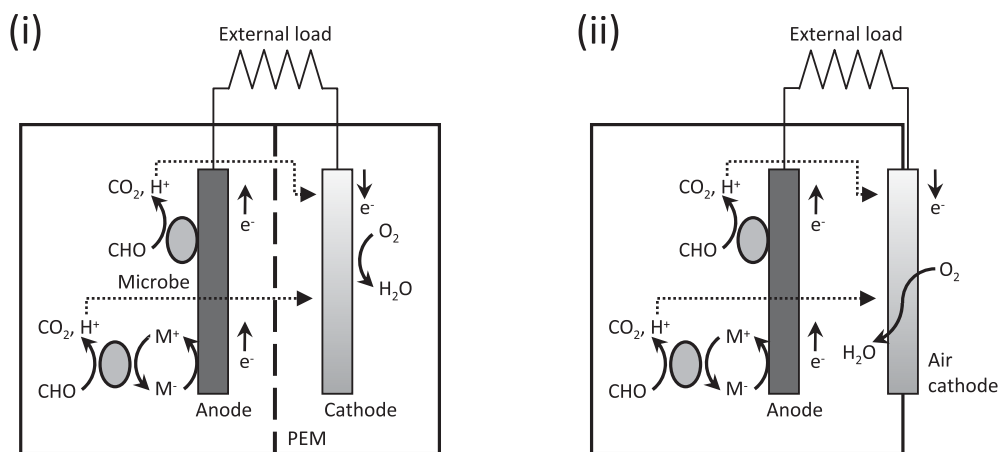 (i)
External load
CO2, H+
e-
e-
CHO
O2
Microbe
H2O
CO2, H+
M+
e-
CHO
M-
Anode
Cathode
PEM
(ii)
External load
CO2, H+
e-
e-
CHO
O2
CO2, H+
M+
e-
H2O
CHO
M-
Air
cathode
Anode